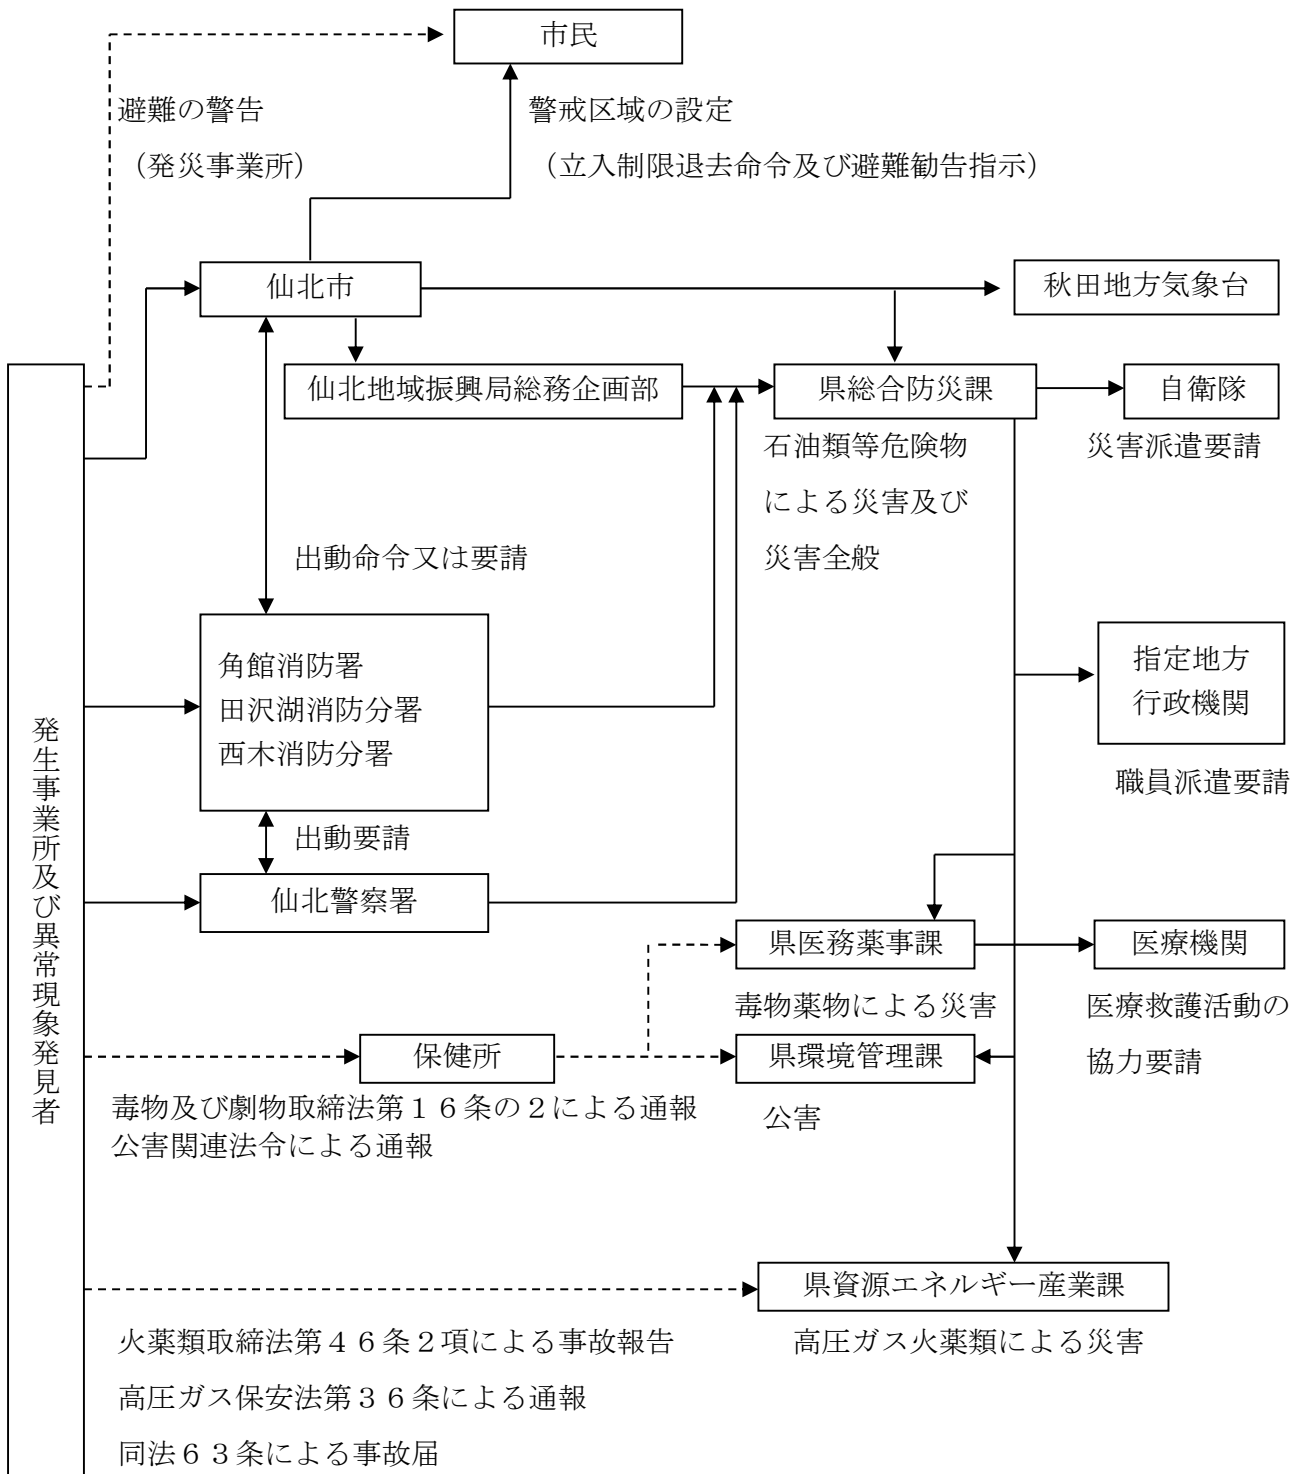 市民
避難の警告
（発災事業所）
警戒区域の設定
（立入制限退去命令及び避難勧告指示）
仙北市
秋田地方気象台
仙北地域振興局総務企画部
県総合防災課
自衛隊
石油類等危険物
による災害及び
災害全般
災害派遣要請
出動命令又は要請
角館消防署
田沢湖消防分署
西木消防分署
指定地方
行政機関
職員派遣要請
発生事業所及び異常現象発見者
出動要請
仙北警察署
県医務薬事課
医療機関
毒物薬物による災害
医療救護活動の
協力要請
保健所
県環境管理課
毒物及び劇物取締法第１６条の２による通報
公害関連法令による通報
公害
県資源エネルギー産業課
火薬類取締法第４６条２項による事故報告
高圧ガス保安法第３６条による通報
同法６３条による事故届
高圧ガス火薬類による災害